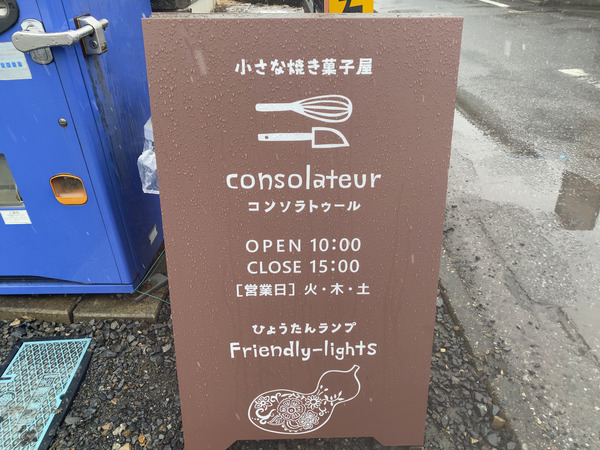 小さな焼き菓子屋
consolateur
コンソラトゥール
OPEN 10:00
CLOSE 15:00
[営業日] 火・木・土
ひょうたんランプ
Friendly-lights